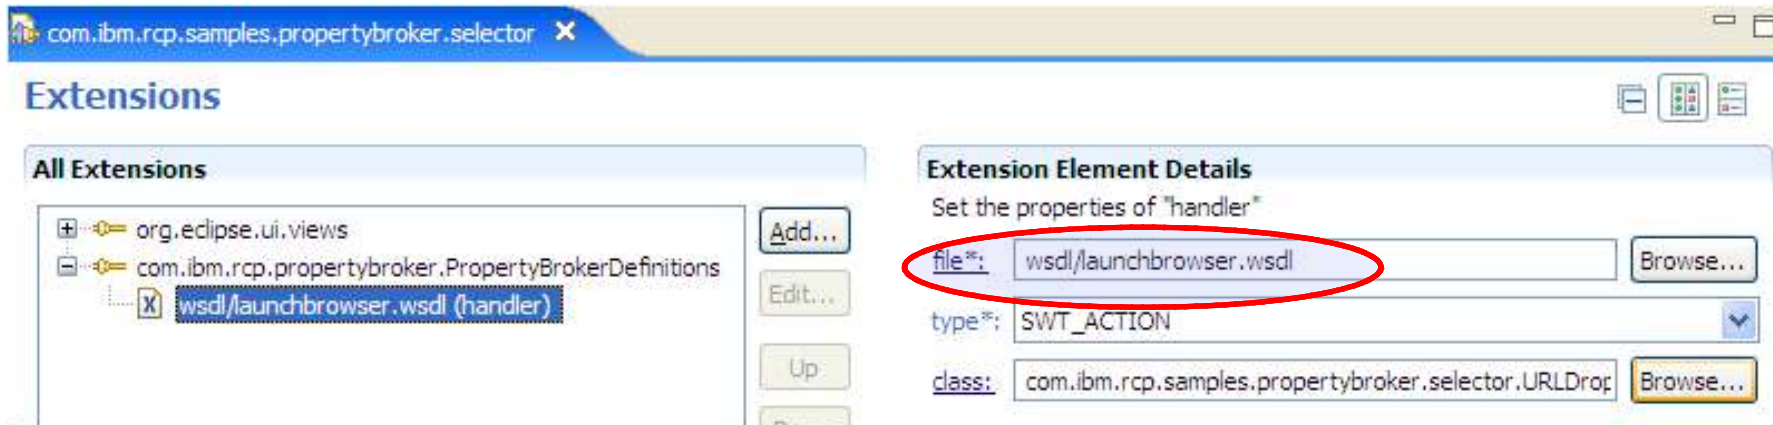 com.ibm.rcp.samples.propertybroker.selector
Extensions
All Extensions
org.eclipse.ui.views
com.ibm.rcp.propertybroker.PropertyBrokerDefinitions
X wsdl/launchbrowser.wsdl (handler)
Add...
Edit...
Up
Extension Element Details
Set the properties of "handler"
file*: wsdl/launchbrowser.wsdl Browse...
type*: SWT_ACTION
class: com.ibm.rcp.samples.propertybroker.selector.URLDrop Browse...